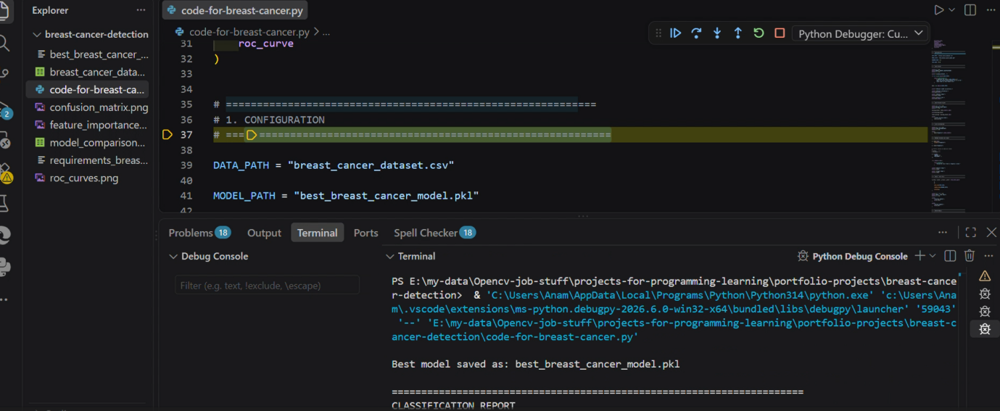 Explorer
breast-cancer-detection
best_breast_cancer_...
breast_cancer_data...
code-for-breast-ca...
confusion_matrix.png
feature_importance...
model_comparison...
requirements_breas...
roc_curves.png
2
code-for-breast-cancer.py
code-for-breast-cancer.py > ...
Python Debugger: Cu...
31 roc_curve
32 )
33
34
35 # ============================================================
36 # 1. CONFIGURATION
37 # ============================================================
38
39 DATA_PATH = "breast_cancer_dataset.csv"
40
41 MODEL_PATH = "best_breast_cancer_model.pkl"
42
Problems 18 Output Terminal Ports Spell Checker 18
Debug Console
Filter (e.g. text, !exclude, \escape)
Terminal
Python Debug Console
PS E:\my-data\Opencv-job-stuff\projects-for-programming-learning\portfolio-projects\breast-cance
r-detection> & 'C:\Users\Anam\AppData\Local\Programs\Python\Python314\python.exe' 'c:\Users\Ana
m\.vscode\extensions\ms-python.debugpy-2026.6.0-win32-x64\bundled\libs\debugpy\launcher' '59043'
'--' 'E:\my-data\Opencv-job-stuff\projects-for-programming-learning\portfolio-projects\breast-c
ancer-detection\code-for-breast-cancer.py'
Best model saved as: best_breast_cancer_model.pkl
======================================================================
CLASSIFICATION REPORT